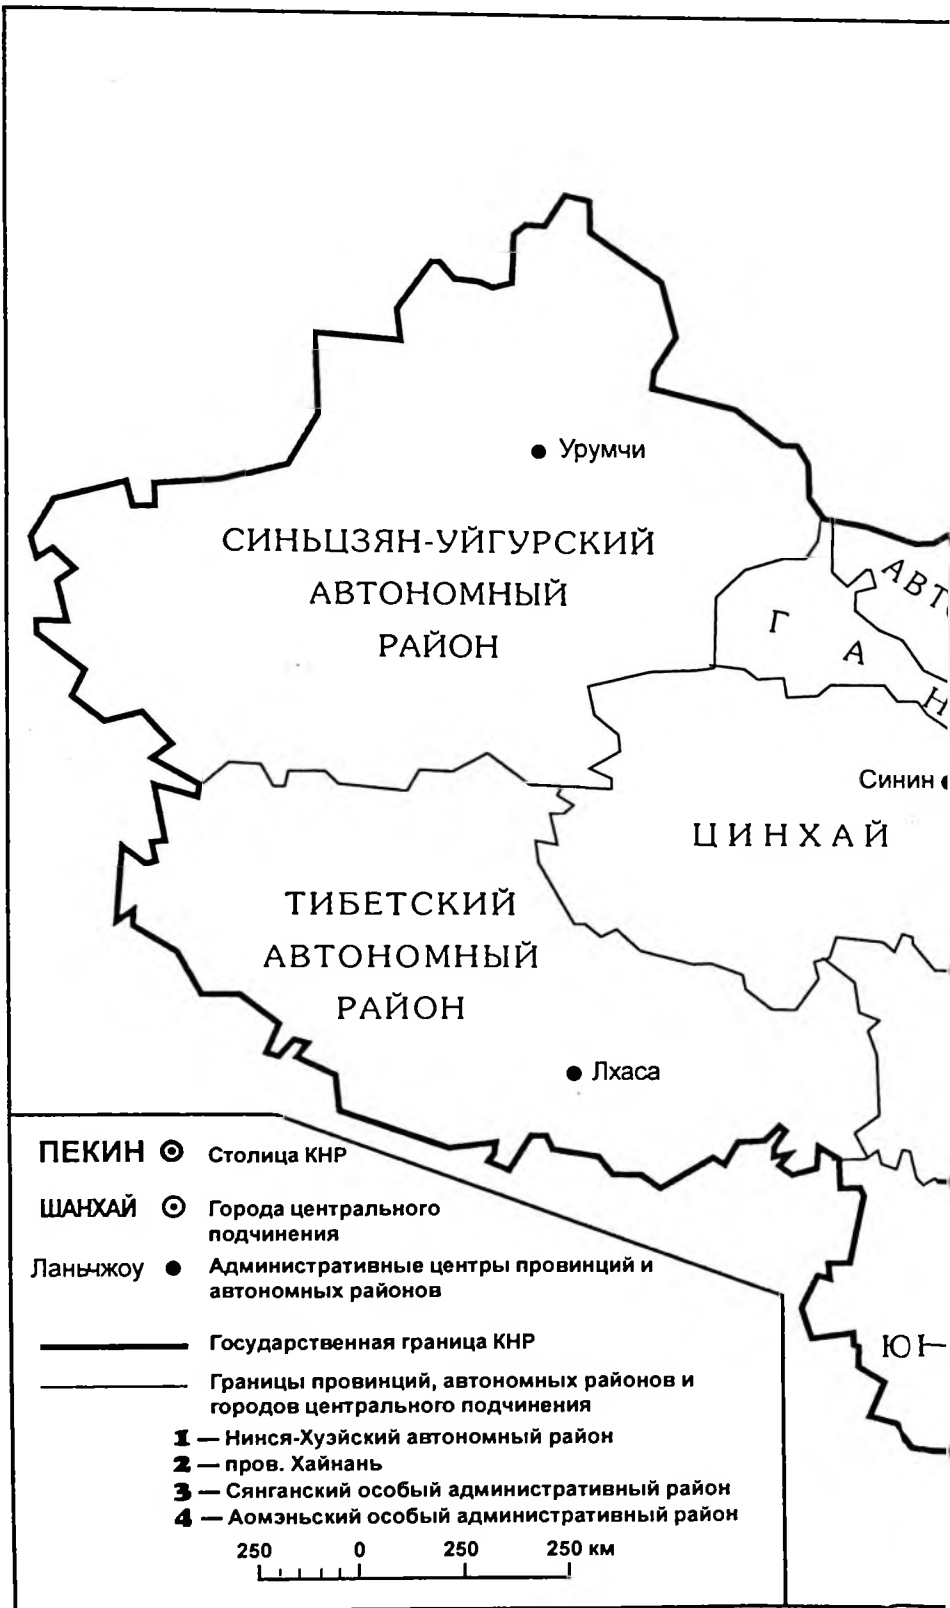 Урумчи
СИНЬЦЗЯН-УЙГУРСКИЙ
АВТОНОМНЫЙ
РАЙОН
АВТ
Г А Н
Синин
ЦИНХАЙ
ТИБЕТСКИЙ
АВТОНОМНЫЙ
РАЙОН
Лхаса
ПЕКИН Столица КНР
ШАНХАЙ Города центрального
подчинения
Ланьчжоу Административные центры провинций и
автономных районов
Государственная граница КНР
Границы провинций, автономных районов и
городов центрального подчинения
1 — Нинся-Хуэйский автономный район
2 — пров. Хайнань
3 — Сянганский особый административный район
4 — Аомэньский особый административный район
250 0 250 250 км
Ю